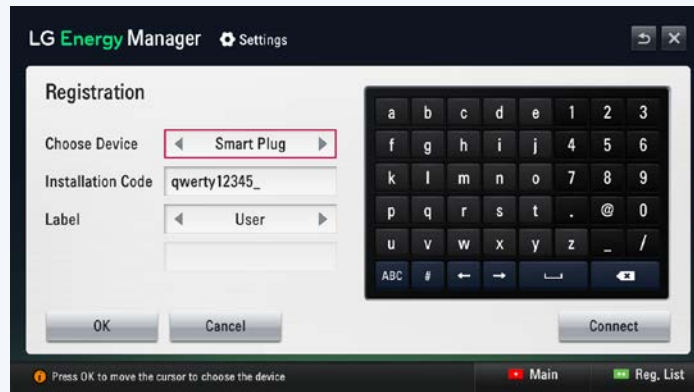 LG Energy Manager Settings
Registration
Choose Device Smart Plug
Installation Code qwerty12345_
Label User
OK Cancel
a b c d e 1 2 3
f g h i j 4 5 6
k l m n o 7 8 9
p q r s t . @ 0
u v w x y z _ /
ABC # ← →
Connect
Press OK to move the cursor to choose the device Main Reg. List